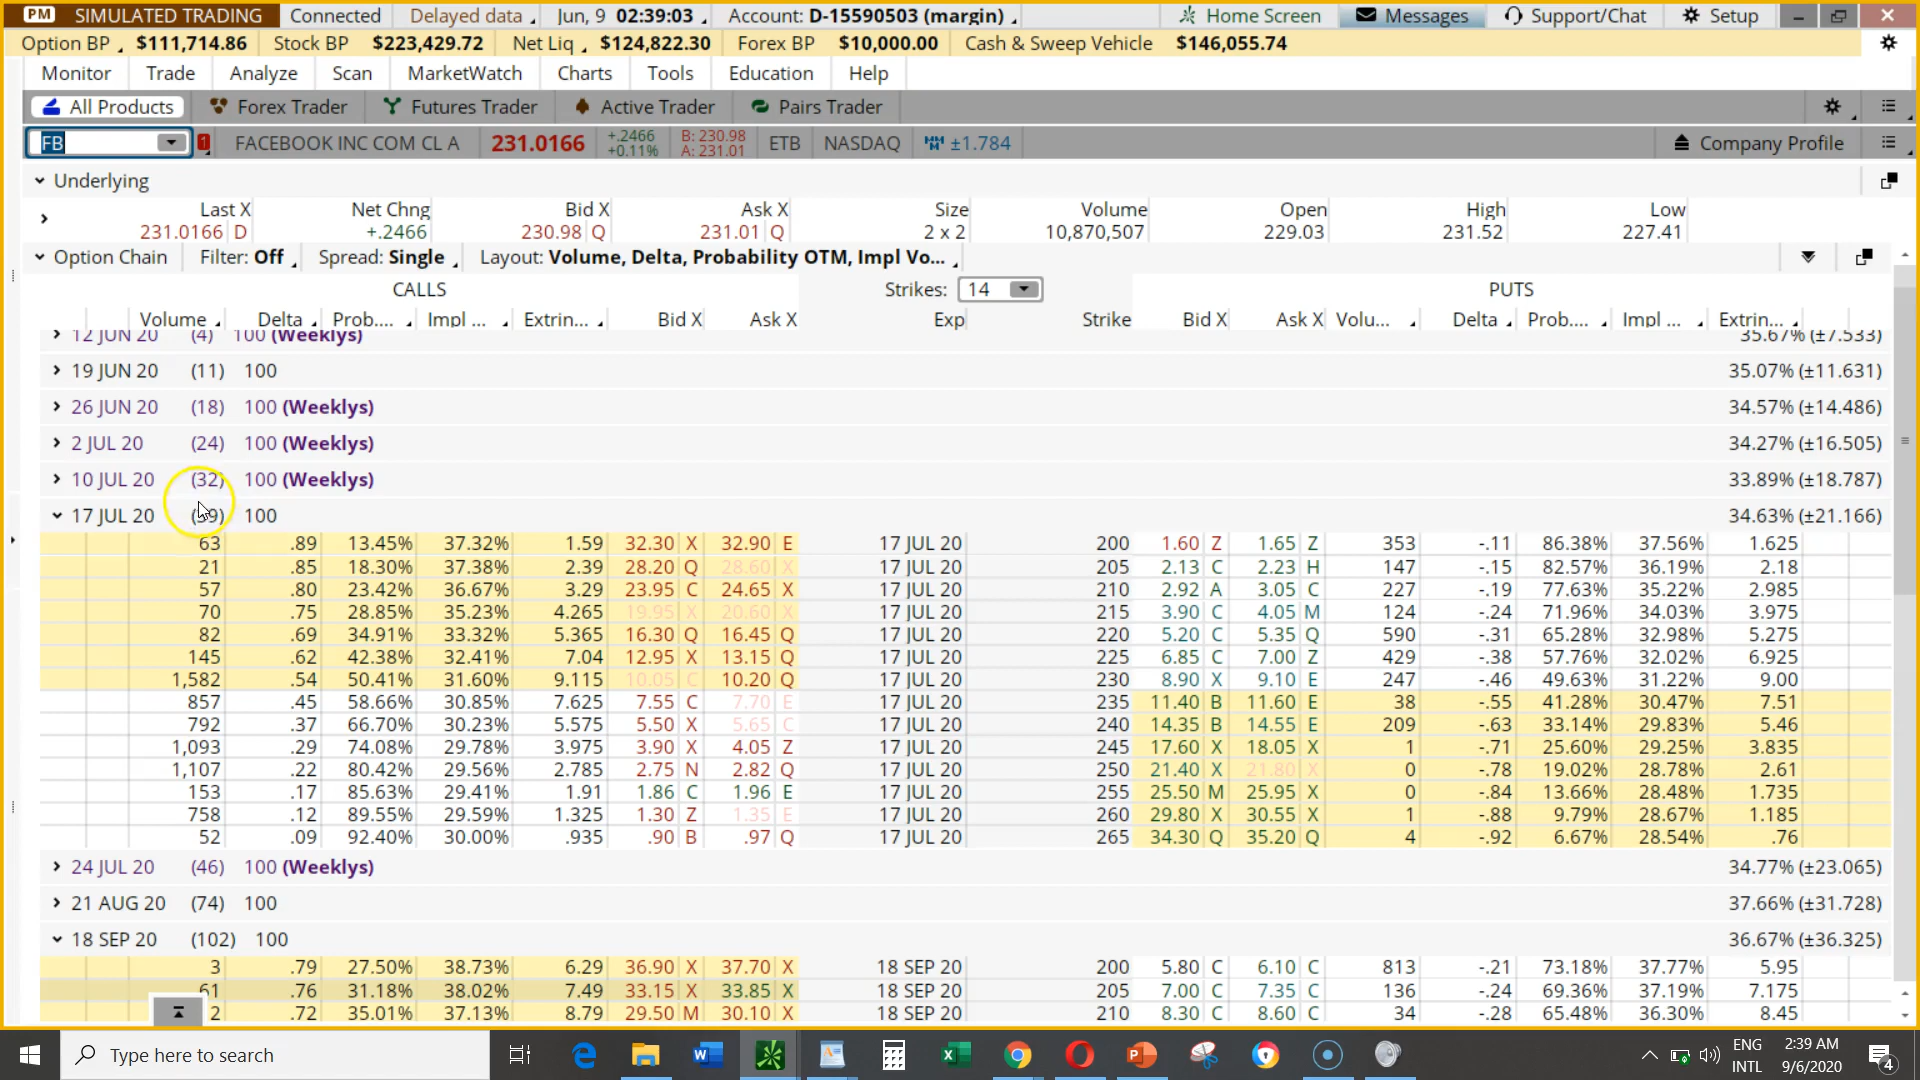 PM SIMULATED TRADING Connected Delayed data Jun, 9 02:39:03 Account: D-15590503 (margin) Home Screen Messages Support/Chat Setup
Option BP $111,714.86 Stock BP $223,429.72 Net Liq $124,822.30 Forex BP $10,000.00 Cash & Sweep Vehicle $146,055.74
Monitor Trade Analyze Scan MarketWatch Charts Tools Education Help
All Products Forex Trader Futures Trader Active Trader Pairs Trader
FB 1 FACEBOOK INC COM CL A 231.0166 +.2466 +0.11% B: 230.98 A: 231.01 ETB NASDAQ ±1.784 Company Profile
Underlying
Last X Net Chng Bid X Ask X Size Volume Open High Low
231.0166 D +.2466 230.98 Q 231.01 Q 2 x 2 10,870,507 229.03 231.52 227.41
Option Chain Filter: Off Spread: Single Layout: Volume, Delta, Probability OTM, Impl Vo...
CALLS Strikes: 14 PUTS
Volume Delta Prob.... Impl ... Extrin... Bid X Ask X Exp Strike Bid X Ask X Volu... Delta Prob.... Impl ... Extrin...
12 JUN 20 (4) 100 (Weeklys) 35.67% (±7.533)
19 JUN 20 (11) 100 35.07% (±11.631)
26 JUN 20 (18) 100 (Weeklys) 34.57% (±14.486)
2 JUL 20 (24) 100 (Weeklys) 34.27% (±16.505)
10 JUL 20 (32) 100 (Weeklys) 33.89% (±18.787)
17 JUL 20 (39) 100 34.63% (±21.166)
63 .89 13.45% 37.32% 1.59 32.30 X 32.90 E 17 JUL 20 200 1.60 Z 1.65 Z 353 -.11 86.38% 37.56% 1.625
21 .85 18.30% 37.38% 2.39 28.20 Q 28.60 X 17 JUL 20 205 2.13 C 2.23 H 147 -.15 82.57% 36.19% 2.18
57 .80 23.42% 36.67% 3.29 23.95 C 24.65 X 17 JUL 20 210 2.92 A 3.05 C 227 -.19 77.63% 35.22% 2.985
70 .75 28.85% 35.23% 4.265 19.95 X 20.60 X 17 JUL 20 215 3.90 C 4.05 M 124 -.24 71.96% 34.03% 3.975
82 .69 34.91% 33.32% 5.365 16.30 Q 16.45 Q 17 JUL 20 220 5.20 C 5.35 Q 590 -.31 65.28% 32.98% 5.275
145 .62 42.38% 32.41% 7.04 12.95 X 13.15 Q 17 JUL 20 225 6.85 C 7.00 Z 429 -.38 57.76% 32.02% 6.925
1,582 .54 50.41% 31.60% 9.115 10.05 C 10.20 Q 17 JUL 20 230 8.90 X 9.10 E 247 -.46 49.63% 31.22% 9.00
857 .45 58.66% 30.85% 7.625 7.55 C 7.70 E 17 JUL 20 235 11.40 B 11.60 E 38 -.55 41.28% 30.47% 7.51
792 .37 66.70% 30.23% 5.575 5.50 X 5.65 C 17 JUL 20 240 14.35 B 14.55 E 209 -.63 33.14% 29.83% 5.46
1,093 .29 74.08% 29.78% 3.975 3.90 X 4.05 Z 17 JUL 20 245 17.60 X 18.05 X 1 -.71 25.60% 29.25% 3.835
1,107 .22 80.42% 29.56% 2.785 2.75 N 2.82 Q 17 JUL 20 250 21.40 X 21.80 X 0 -.78 19.02% 28.78% 2.61
153 .17 85.63% 29.41% 1.91 1.86 C 1.96 E 17 JUL 20 255 25.50 M 25.95 X 0 -.84 13.66% 28.48% 1.735
758 .12 89.55% 29.59% 1.325 1.30 Z 1.35 E 17 JUL 20 260 29.80 X 30.55 X 1 -.88 9.79% 28.67% 1.185
52 .09 92.40% 30.00% .935 .90 B .97 Q 17 JUL 20 265 34.30 Q 35.20 Q 4 -.92 6.67% 28.54% .76
24 JUL 20 (46) 100 (Weeklys) 34.77% (±23.065)
21 AUG 20 (74) 100 37.66% (±31.728)
18 SEP 20 (102) 100 36.67% (±36.325)
3 .79 27.50% 38.73% 6.29 36.90 X 37.70 X 18 SEP 20 200 5.80 C 6.10 C 813 -.21 73.18% 37.77% 5.95
61 .76 31.18% 38.02% 7.49 33.15 X 33.85 X 18 SEP 20 205 7.00 C 7.35 C 136 -.24 69.36% 37.19% 7.175
2 .72 35.01% 37.13% 8.79 29.50 M 30.10 X 18 SEP 20 210 8.30 C 8.60 C 34 -.28 65.48% 36.30% 8.45
Type here to search ENG INTL 2:39 AM 9/6/2020 4